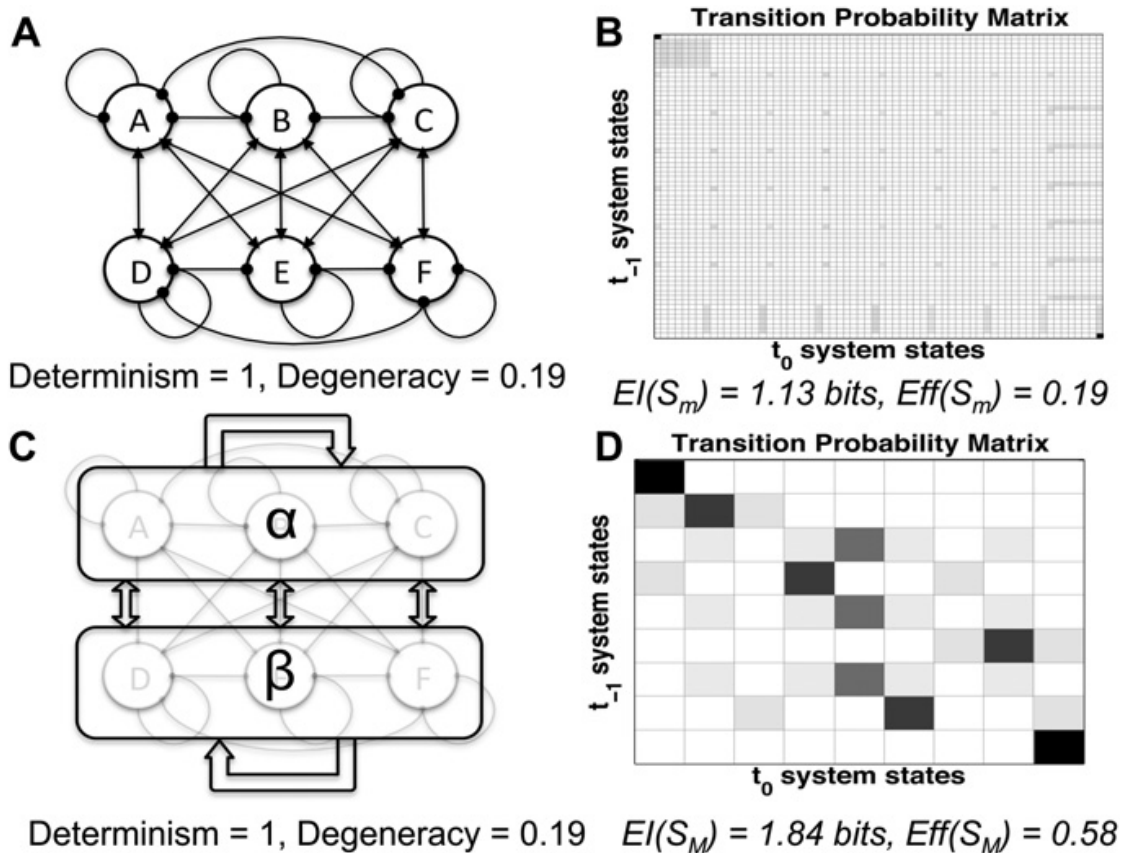 A
B
Transition Probability Matrix
A B C
D E F
t-1 system states
t0 system states
Determinism = 1, Degeneracy = 0.19
EI(Sm) = 1.13 bits, Eff(Sm) = 0.19
C
D
Transition Probability Matrix
A α C
D β F
t-1 system states
t0 system states
Determinism = 1, Degeneracy = 0.19
EI(SM) = 1.84 bits, Eff(SM) = 0.58